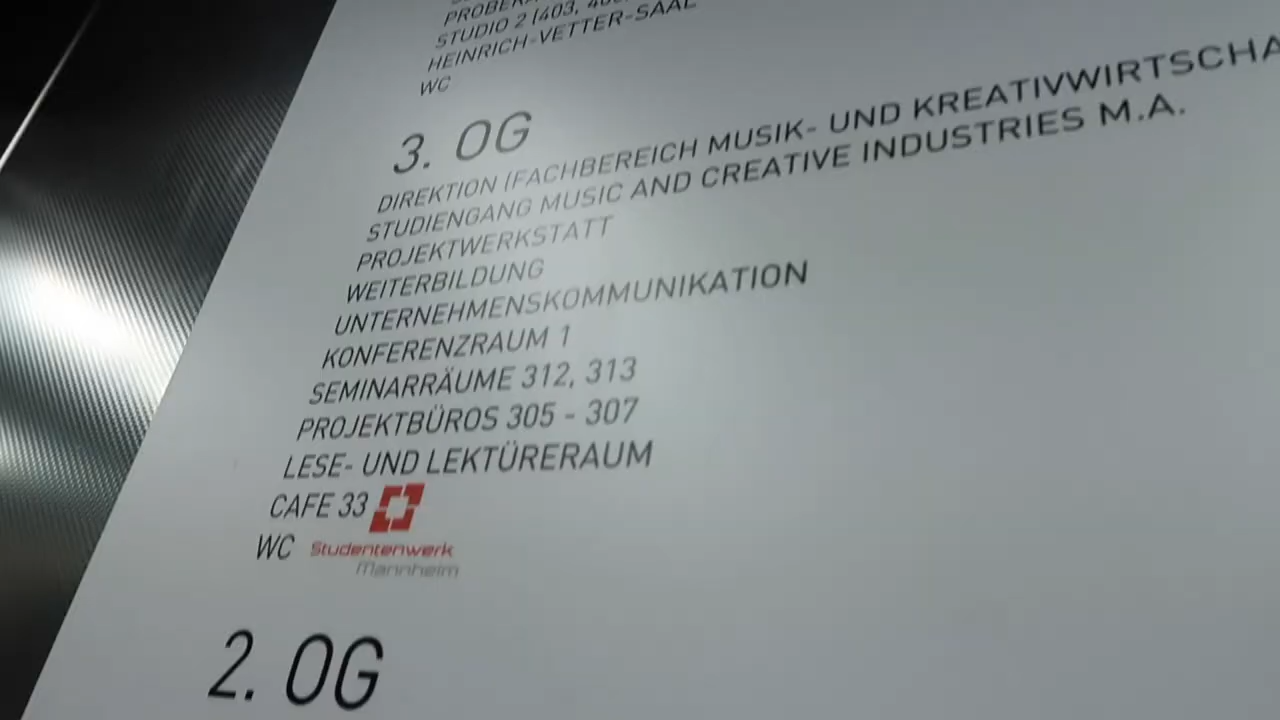 STUDIO 2 (403,
HEINRICH-VETTER-SAAL
WC
3. OG
DIREKTION (FACHBEREICH MUSIK- UND
STUDIENGANG MUSIC AND CREATIVE INDUSTRIES M.A.
PROJEKTWERKSTATT
WEITERBILDUNG
UNTERNEHMENSKOMMUNIKATION
KONFERENZRAUM 1
SEMINARRÄUME 312, 313
PROJEKTBÜROS 305 - 307
LESE- UND LEKTÜRERAUM
CAFE 33
WC
Studentenwerk
Mannheim
2. OG